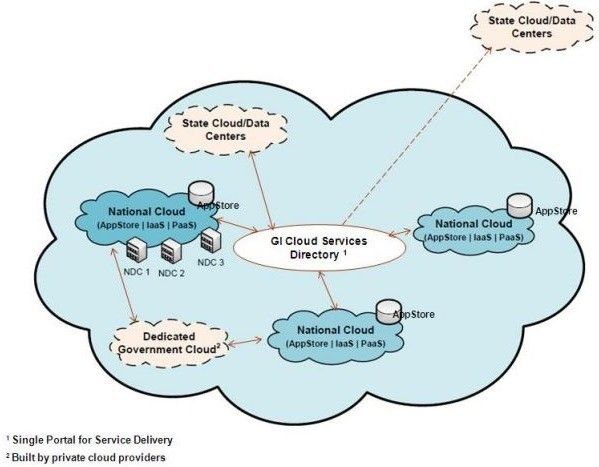 State Cloud/Data
Centers
State Cloud/Data
Centers
AppStore
National Cloud
(AppStore | IaaS | PaaS)
NDC 1
NDC 2
NDC 3
GI Cloud Services
Directory 1
AppStore
National Cloud
(AppStore | IaaS | PaaS)
AppStore
National Cloud
(AppStore | IaaS | PaaS)
Dedicated
Government Cloud2
1 Single Portal for Service Delivery
2 Built by private cloud providers